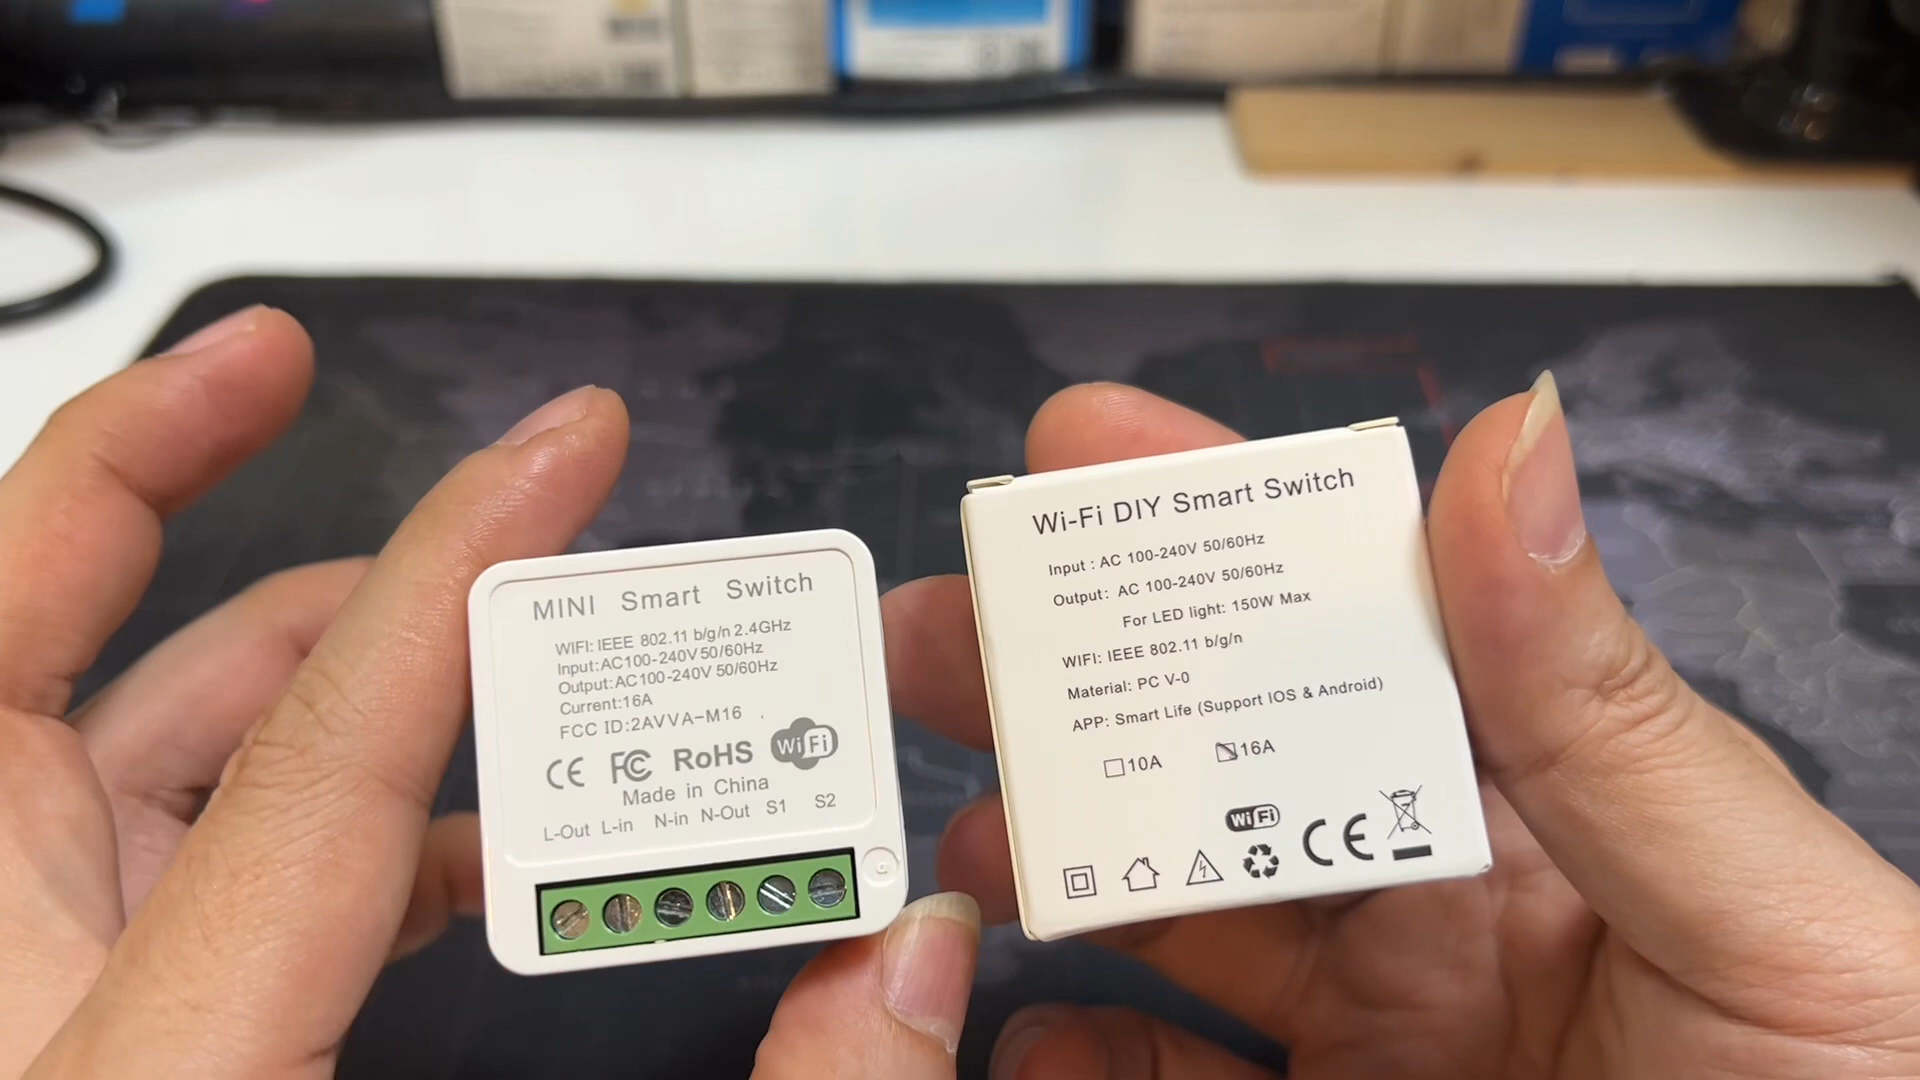 MINI Smart Switch
WIFI: IEEE 802.11 b/g/n 2.4GHz
Input:AC100-240V 50/60Hz
Output:AC100-240V 50/60Hz
Current:16A
FCC ID:2AVVA-M16
CE FC RoHS WiFi
Made in China
L-Out L-in N-in N-Out S1 S2
Wi-Fi DIY Smart Switch
Input : AC 100-240V 50/60Hz
Output: AC 100-240V 50/60Hz
For LED light: 150W Max
WIFI: IEEE 802.11 b/g/n
Material: PC V-0
APP: Smart Life (Support IOS & Android)
10A 16A
WiFi
CE